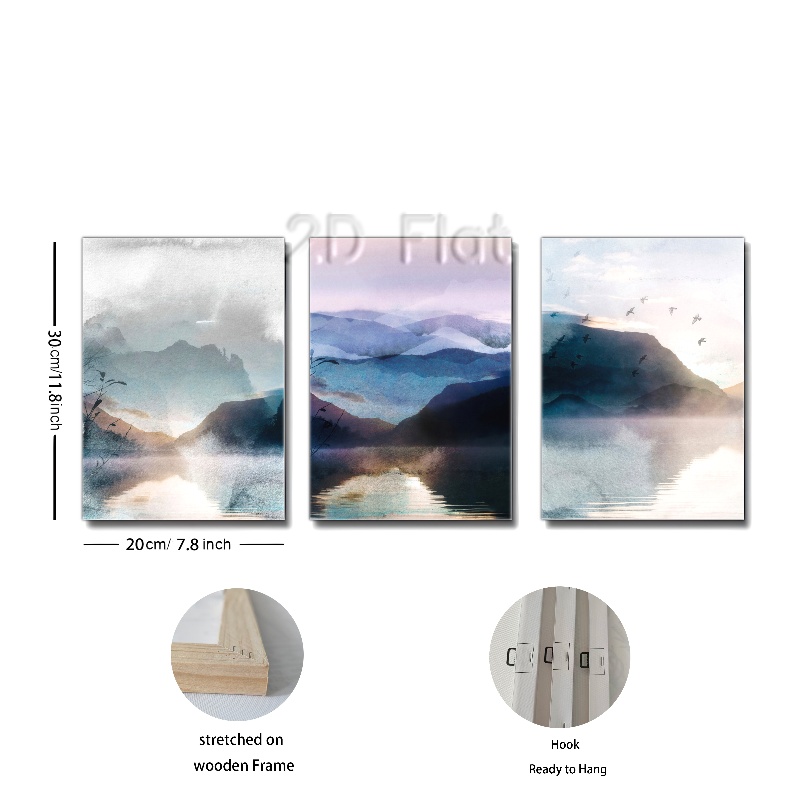 2D Flat
30cm/11.8inch
20cm/ 7.8 inch
stretched on
wooden Frame
Hook
Ready to Hang